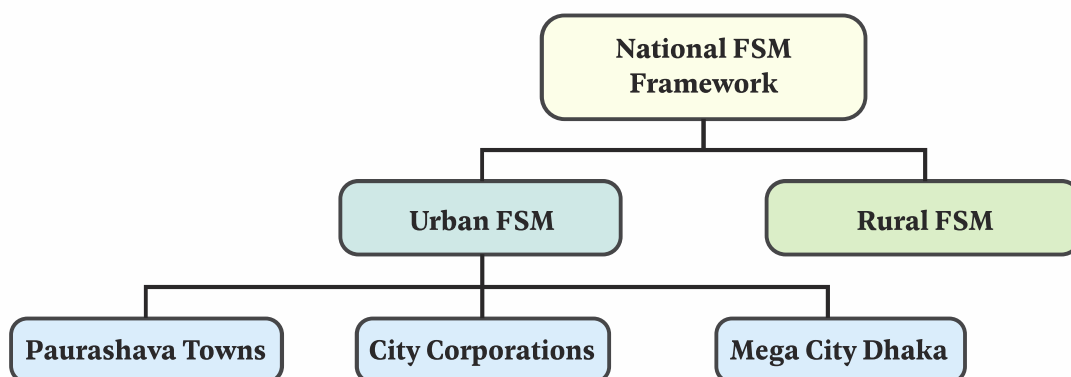 National FSM
Framework
Urban FSM
Rural FSM
Paurashava Towns
City Corporations
Mega City Dhaka